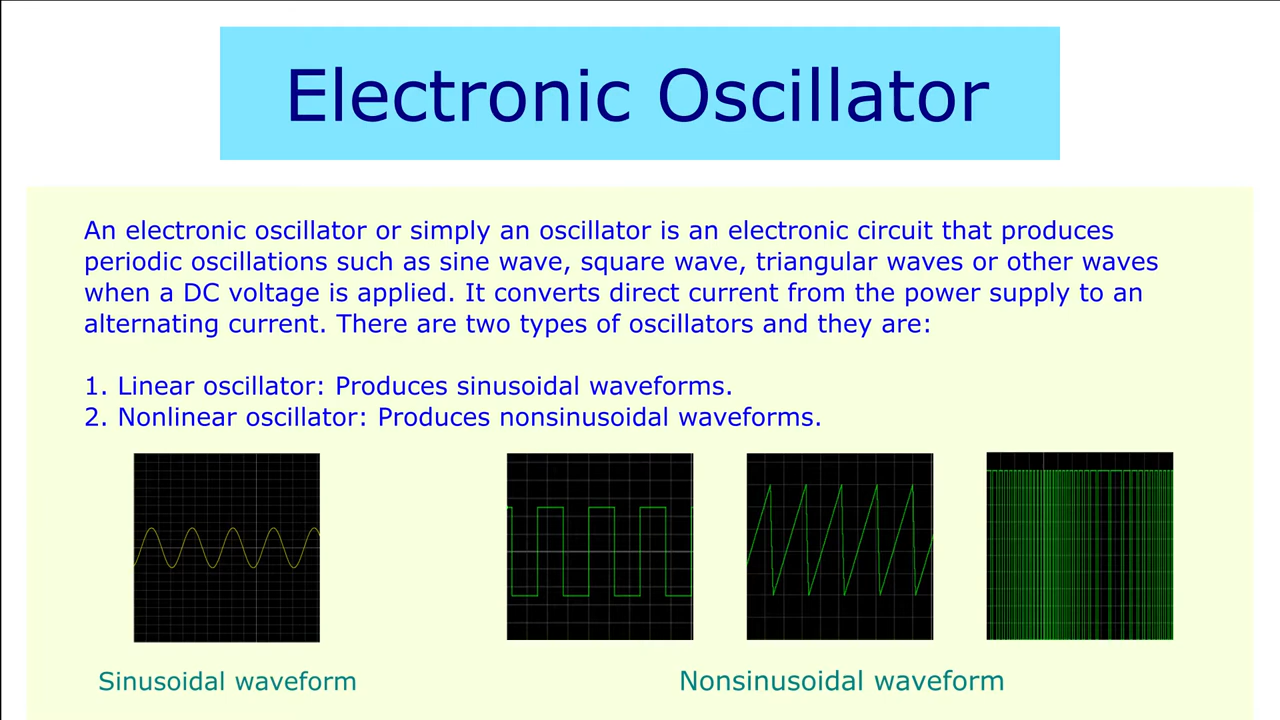 Electronic Oscillator
An electronic oscillator or simply an oscillator is an electronic circuit that produces
periodic oscillations such as sine wave, square wave, triangular waves or other waves
when a DC voltage is applied. It converts direct current from the power supply to an
alternating current. There are two types of oscillators and they are:
1. Linear oscillator: Produces sinusoidal waveforms.
2. Nonlinear oscillator: Produces nonsinusoidal waveforms.
Sinusoidal waveform
Nonsinusoidal waveform